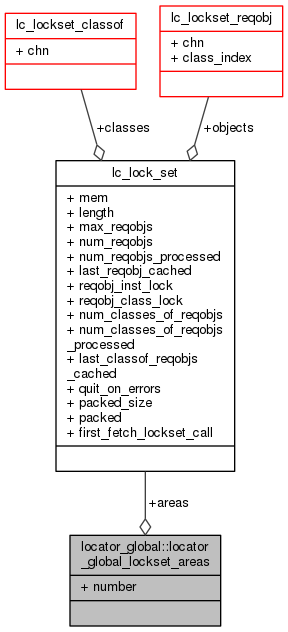 lc_lockset_classof
+ chn
lc_lockset_reqobj
+ chn
+ class_index
+classes
+objects
lc_lock_set
+ mem
+ length
+ max_reqobjs
+ num_reqobjs
+ num_reqobjs_processed
+ last_reqobj_cached
+ reqobj_inst_lock
+ reqobj_class_lock
+ num_classes_of_reqobjs
+ num_classes_of_reqobjs
_processed
+ last_classof_reqobjs
_cached
+ quit_on_errors
+ packed_size
+ packed
+ first_fetch_lockset_call
+areas
locator_global::locator
_global_lockset_areas
+ number